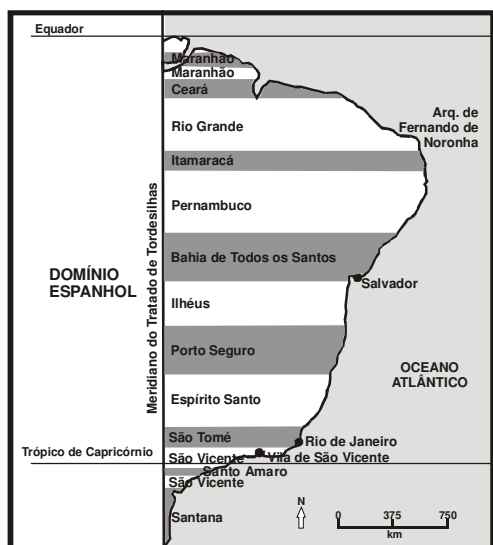 Equador
Maranhão
Maranhão
Ceará
Arq. de
Fernando de
Noronha
Rio Grande
Itamaracá
Pernambuco
Bahia de Todos os Santos
DOMÍNIO
ESPANHOL
Meridiano do Tratado de Tordesilhas
Salvador
Ilhéus
Porto Seguro
OCEANO
ATLÂNTICO
Espírito Santo
São Tomé
Rio de Janeiro
Trópico de Capricórnio
São Vicente
Vila de São Vicente
Santo Amaro
São Vicente
Santana
N
0 375 750
km